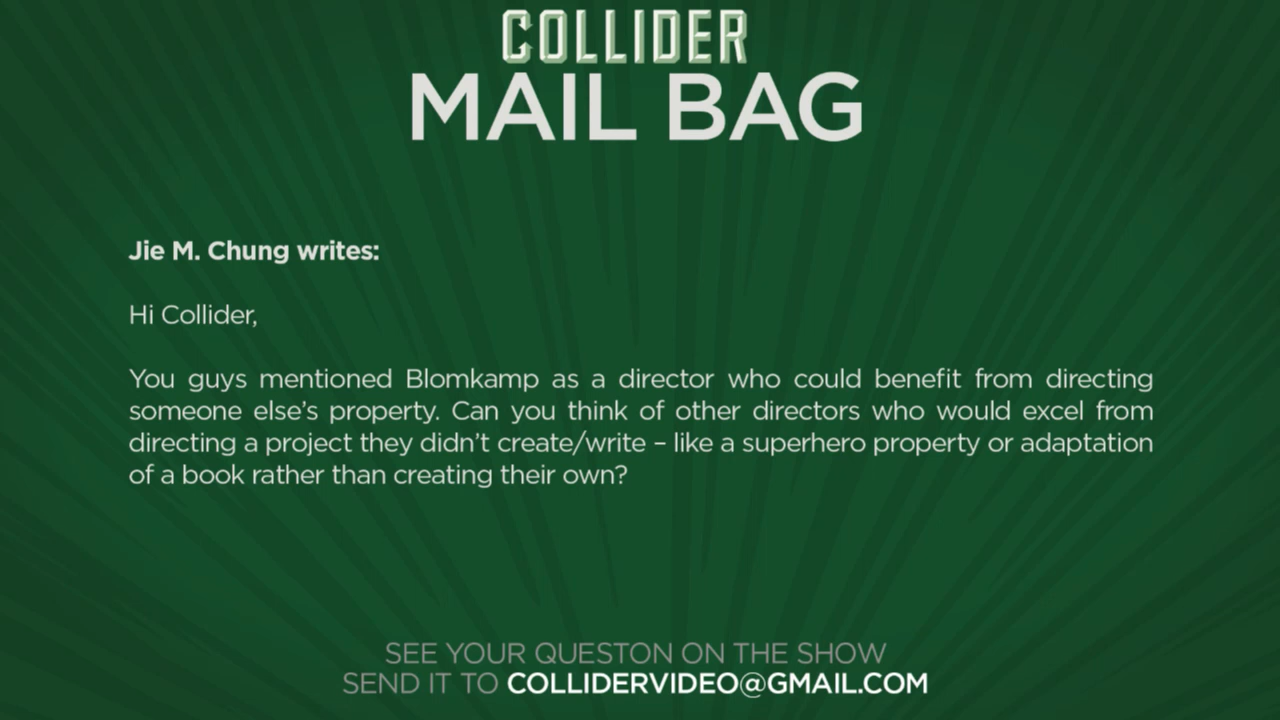 COLLIDER
MAIL BAG
Jie M. Chung writes:
Hi Collider,
You guys mentioned Blomkamp as a director who could benefit from directing
someone else's property. Can you think of other directors who would excel from
directing a project they didn't create/write – like a superhero property or adaptation
of a book rather than creating their own?
SEE YOUR QUESTON ON THE SHOW
SEND IT TO COLLIDERVIDEO@GMAIL.COM